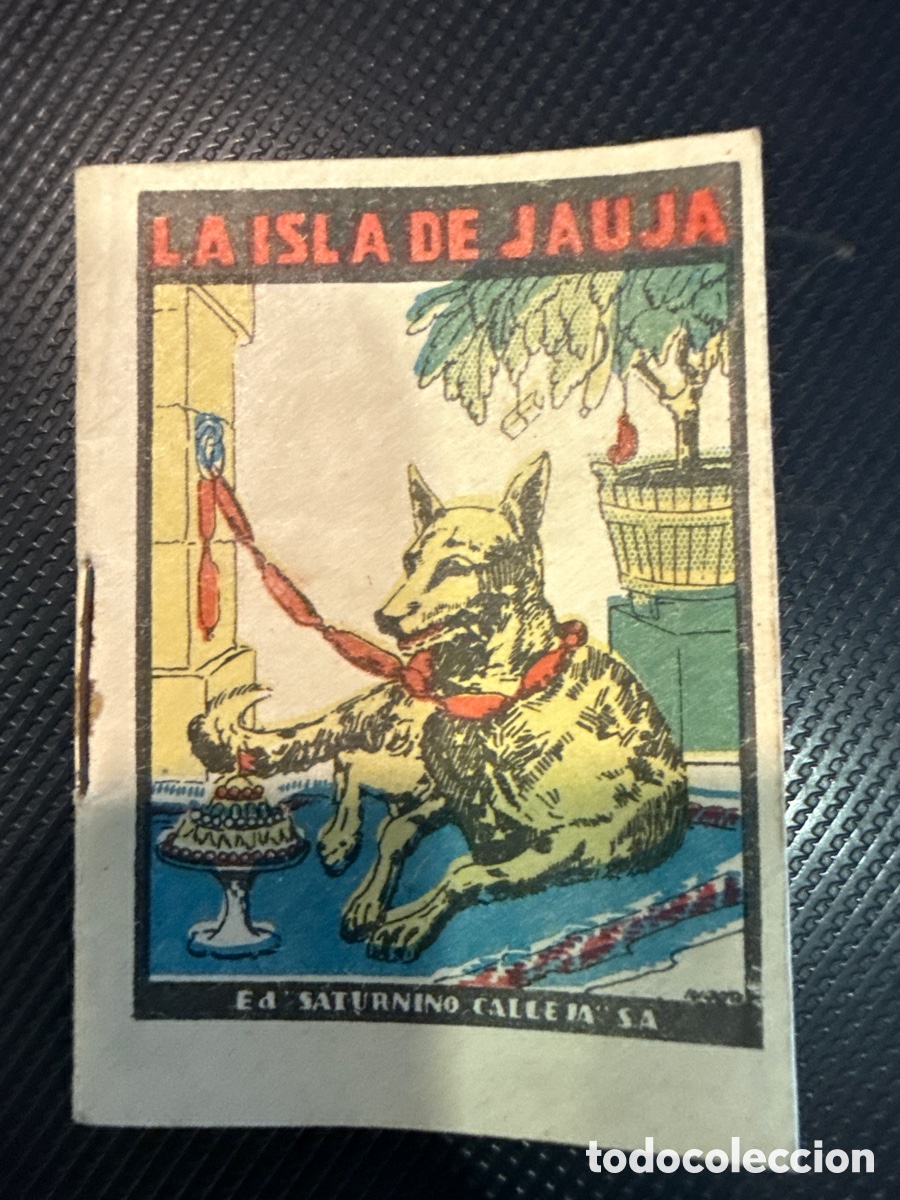 LA ISLA DE JAUJA
Ed "SATURNINO CALLEJA" S.A
todocoleccion